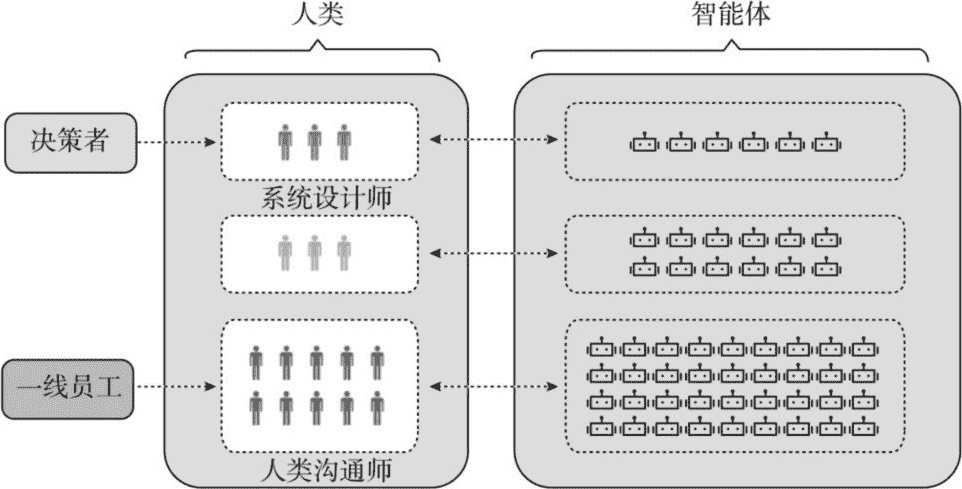 人类
智能体
决策者
系统设计师
一线员工
人类沟通师